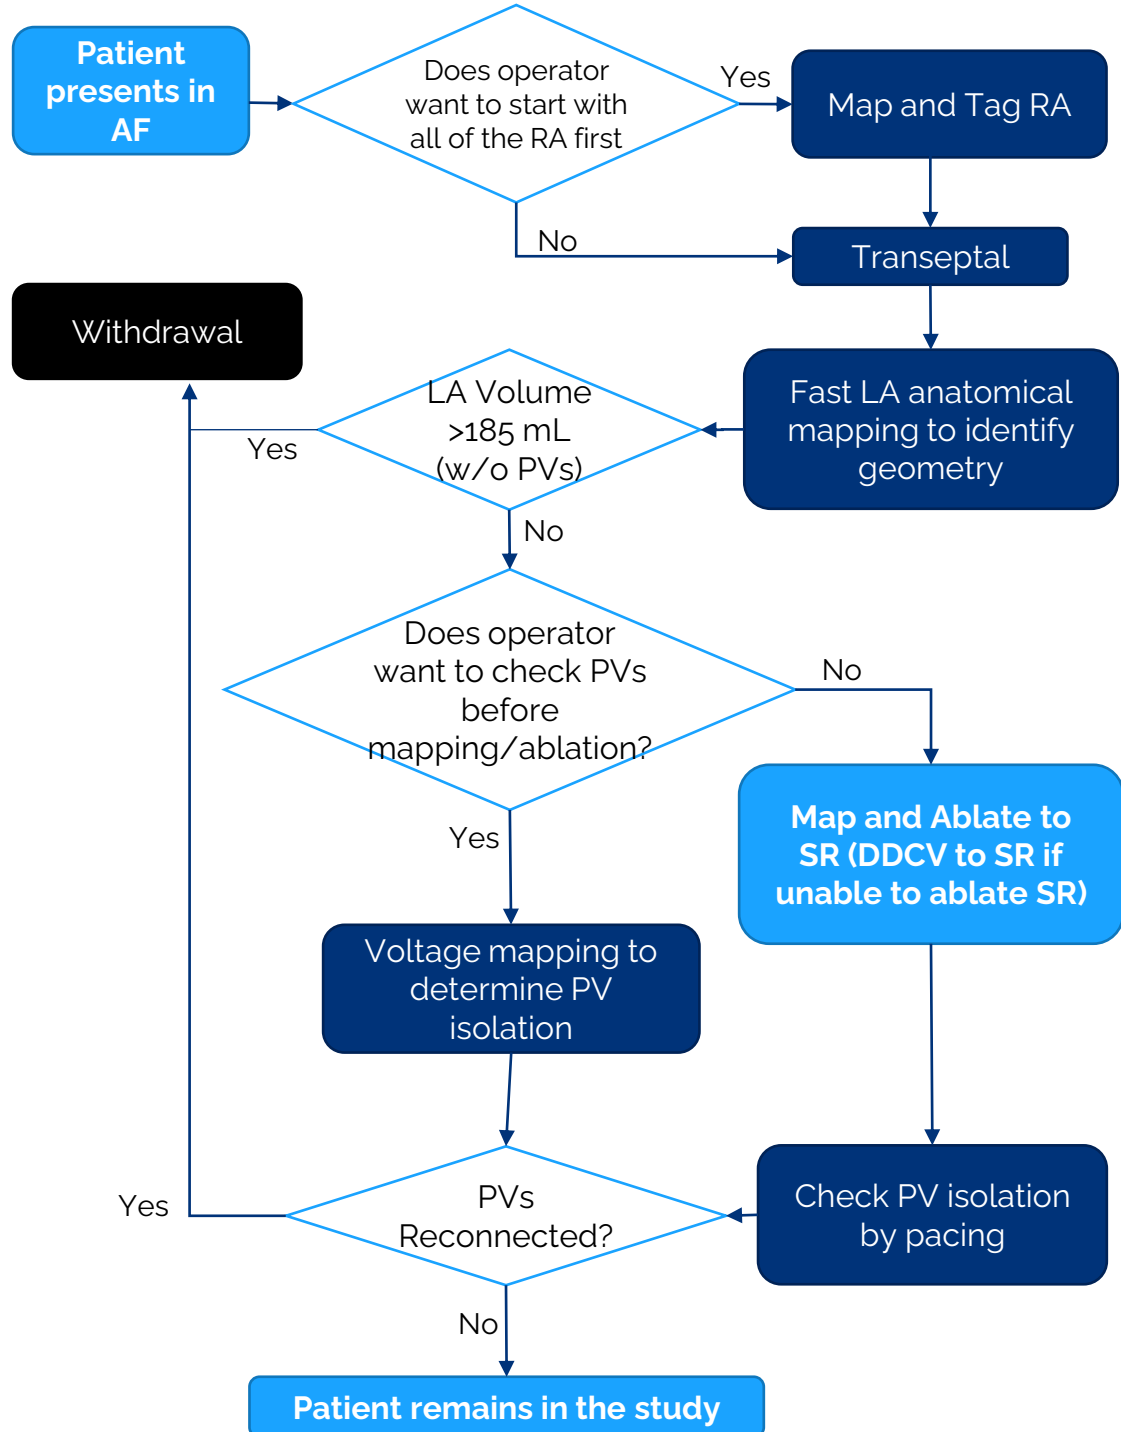 Patient
presents in
AF
Does operator
want to start with
all of the RA first
Yes
Map and Tag RA
No
Transeptal
Withdrawal
LA Volume
>185 mL
(w/o PVs)
Fast LA anatomical
mapping to identify
geometry
Yes
No
Does operator
want to check PVs
before
mapping/ablation?
No
Map and Ablate to
SR (DDCV to SR if
unable to ablate SR)
Yes
Voltage mapping to
determine PV
isolation
Yes
PVs
Reconnected?
Check PV isolation
by pacing
No
Patient remains in the study